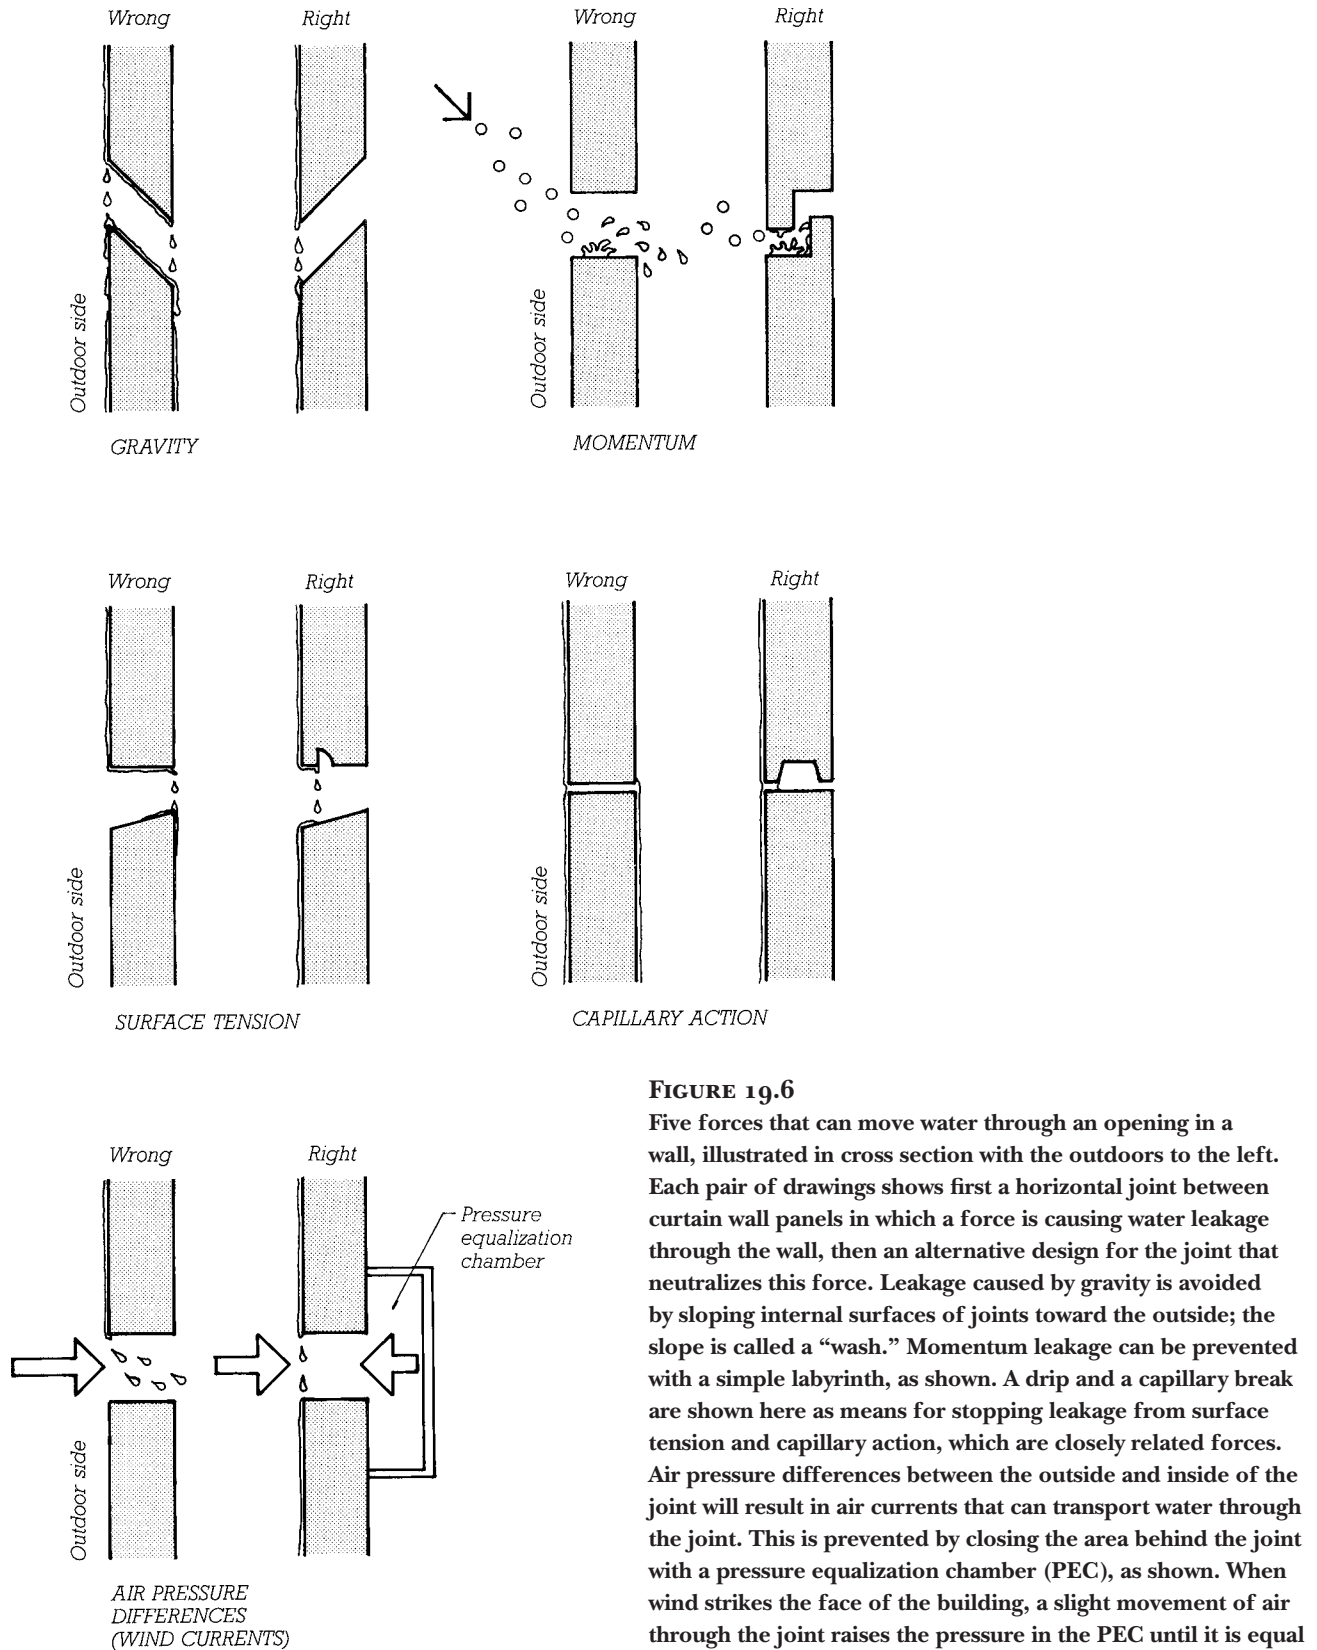 Wrong
Right
Outdoor side
GRAVITY
Wrong
Right
Outdoor side
MOMENTUM
Wrong
Right
Outdoor side
SURFACE TENSION
Wrong
Right
Outdoor side
CAPILLARY ACTION
Wrong
Right
Pressure
equalization
chamber
Outdoor side
AIR PRESSURE
DIFFERENCES
(WIND CURRENTS)
FIGURE 19.6
Five forces that can move water through an opening in a
wall, illustrated in cross section with the outdoors to the left.
Each pair of drawings shows first a horizontal joint between
curtain wall panels in which a force is causing water leakage
through the wall, then an alternative design for the joint that
neutralizes this force. Leakage caused by gravity is avoided
by sloping internal surfaces of joints toward the outside; the
slope is called a “wash.” Momentum leakage can be prevented
with a simple labyrinth, as shown. A drip and a capillary break
are shown here as means for stopping leakage from surface
tension and capillary action, which are closely related forces.
Air pressure differences between the outside and inside of the
joint will result in air currents that can transport water through
the joint. This is prevented by closing the area behind the joint
with a pressure equalization chamber (PEC), as shown. When
wind strikes the face of the building, a slight movement of air
through the joint raises the pressure in the PEC until it is equal